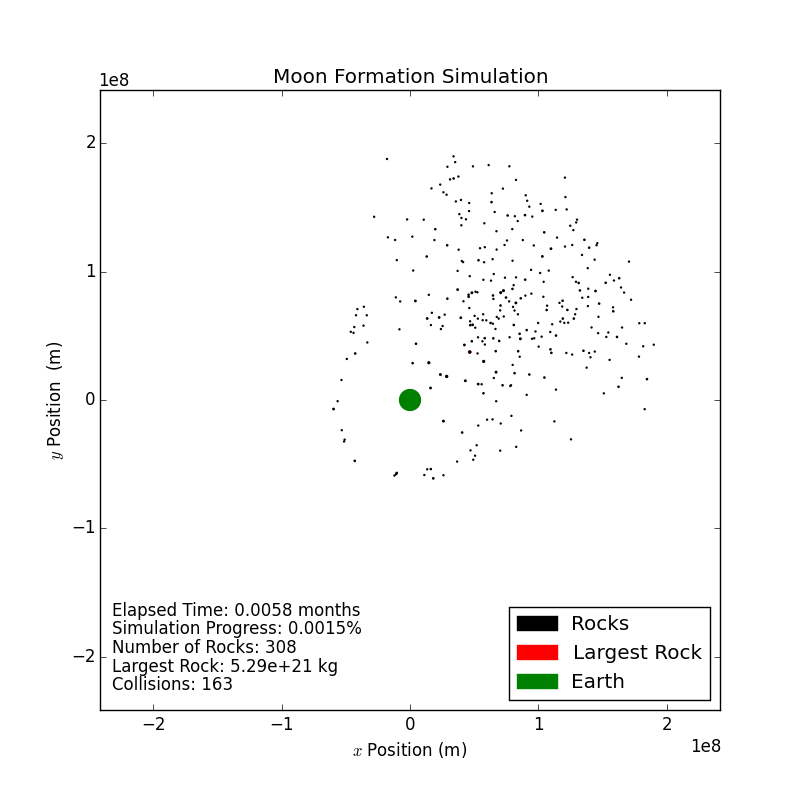 Moon Formation Simulation
1e8
2
1
0
−1
−2
y Position (m)
Elapsed Time: 0.0058 months
Simulation Progress: 0.0015%
Number of Rocks: 308
Largest Rock: 5.29e+21 kg
Collisions: 163
Rocks
Largest Rock
Earth
−2 −1 0 1 2
x Position (m)
1e8